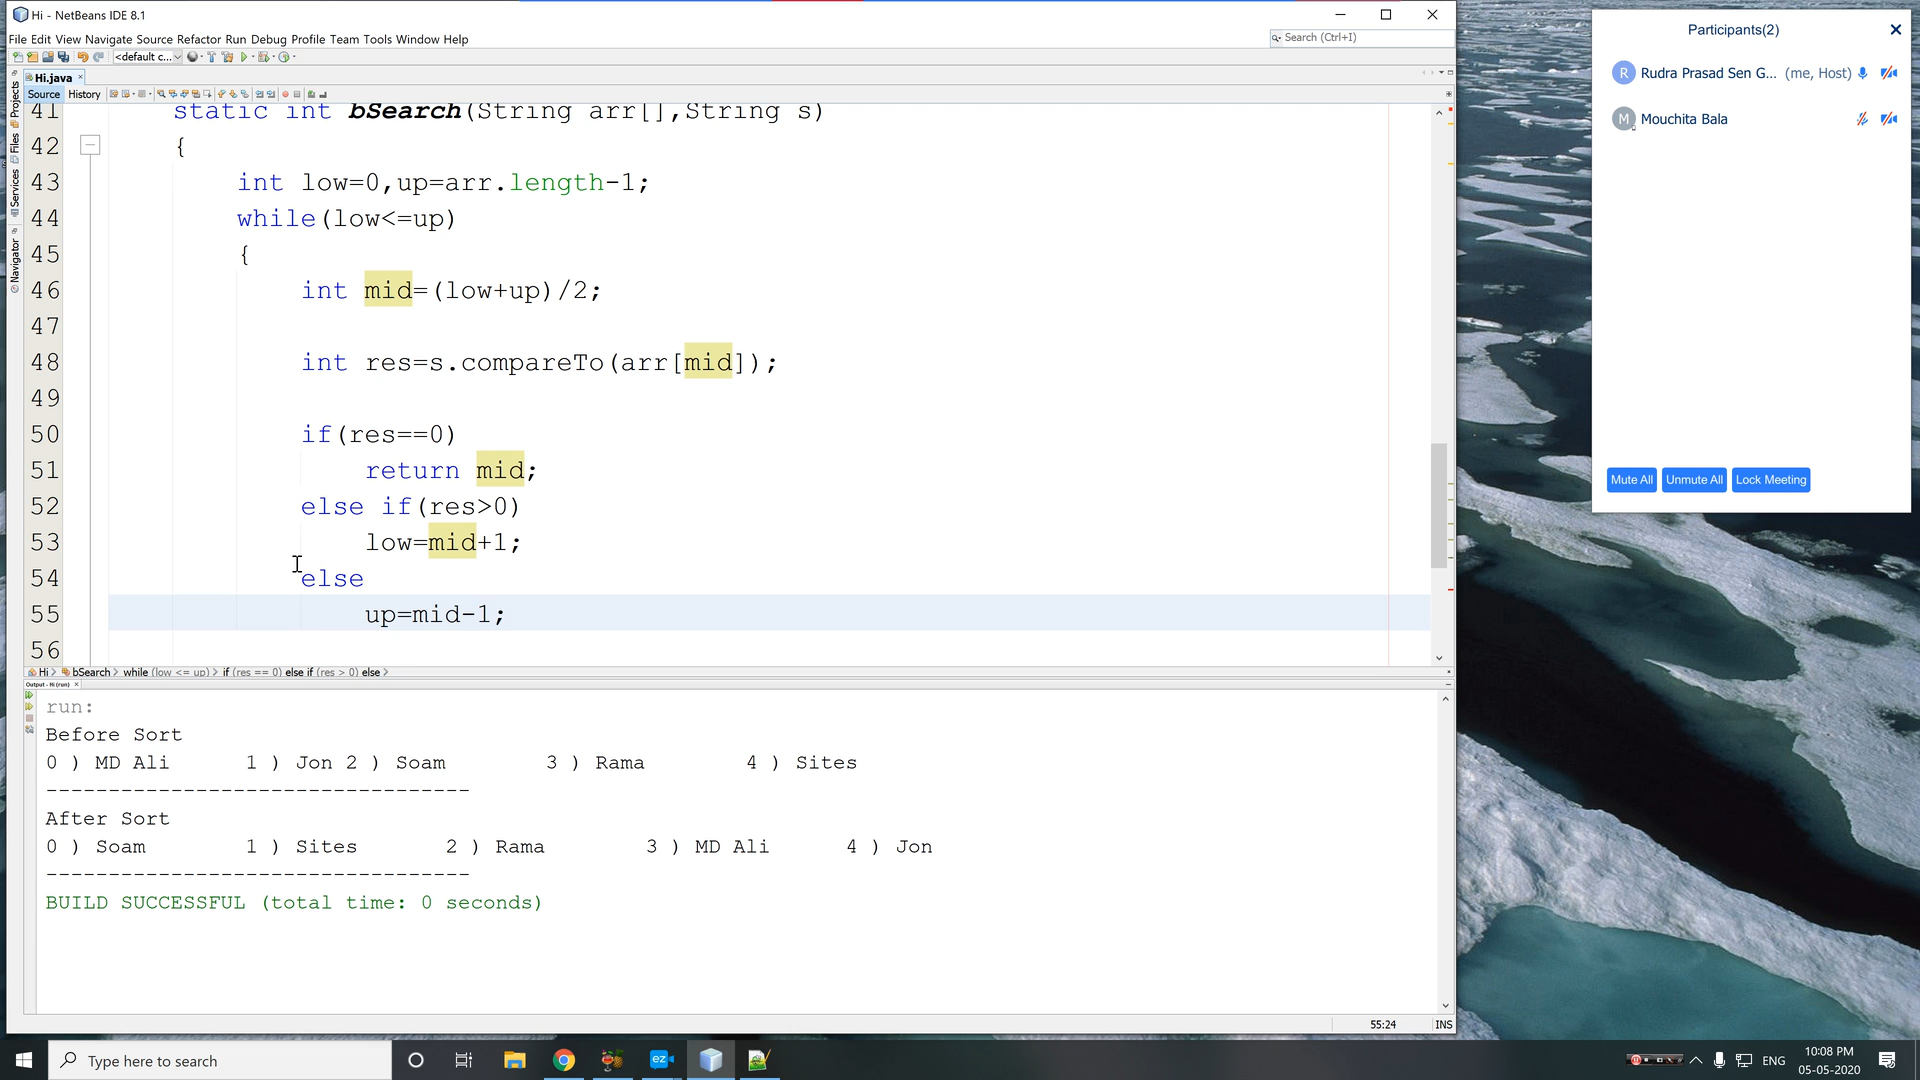 Hi - NetBeans IDE 8.1
File Edit View Navigate Source Refactor Run Debug Profile Team Tools Window Help
Search (Ctrl+I)
<default c...
Hi.java
Source History
Projects
Files
Services
Navigator
41 static int bSearch(String arr[],String s)
42 {
43 int low=0,up=arr.length-1;
44 while(low<=up)
45 {
46 int mid=(low+up)/2;
47
48 int res=s.compareTo(arr[mid]);
49
50 if(res==0)
51 return mid;
52 else if(res>0)
53 low=mid+1;
54 else
55 up=mid-1;
56
Hi > bSearch > while (low <= up) > if (res == 0) else if (res > 0) else >
Output - Hi (run)
run:
Before Sort
0 ) MD Ali 1 ) Jon 2 ) Soam 3 ) Rama 4 ) Sites
----------------------------------
After Sort
0 ) Soam 1 ) Sites 2 ) Rama 3 ) MD Ali 4 ) Jon
----------------------------------
BUILD SUCCESSFUL (total time: 0 seconds)
55:24 INS
Participants(2)
R Rudra Prasad Sen G... (me, Host)
M Mouchita Bala
Mute All Unmute All Lock Meeting
Type here to search
ez
ENG
10:08 PM
05-05-2020